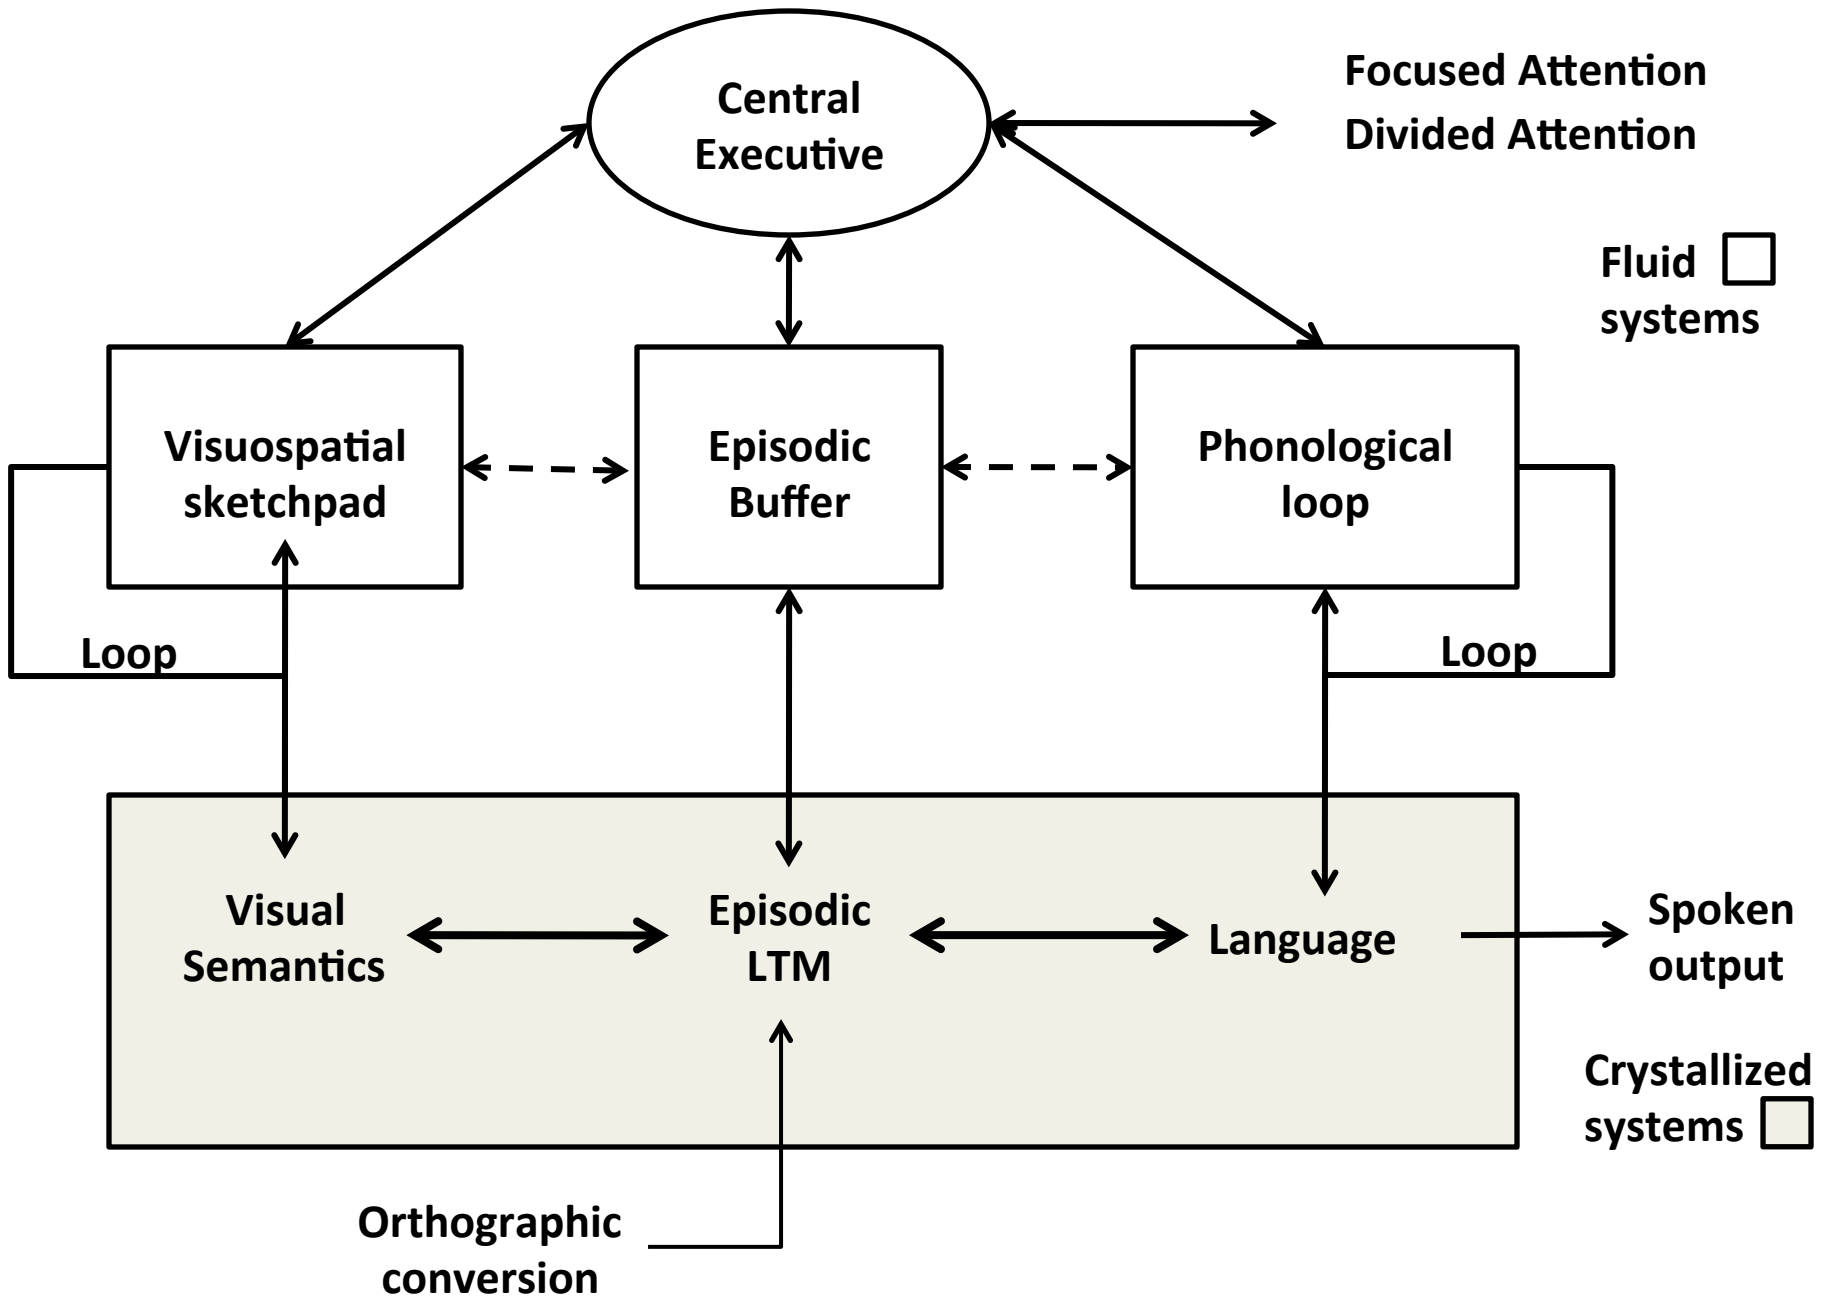 Central
Executive
Focused Attention
Divided Attention
Fluid
systems
Visuospatial
sketchpad
Episodic
Buffer
Phonological
loop
Loop
Loop
Visual
Semantics
Episodic
LTM
Language
Spoken
output
Crystallized
systems
Orthographic
conversion